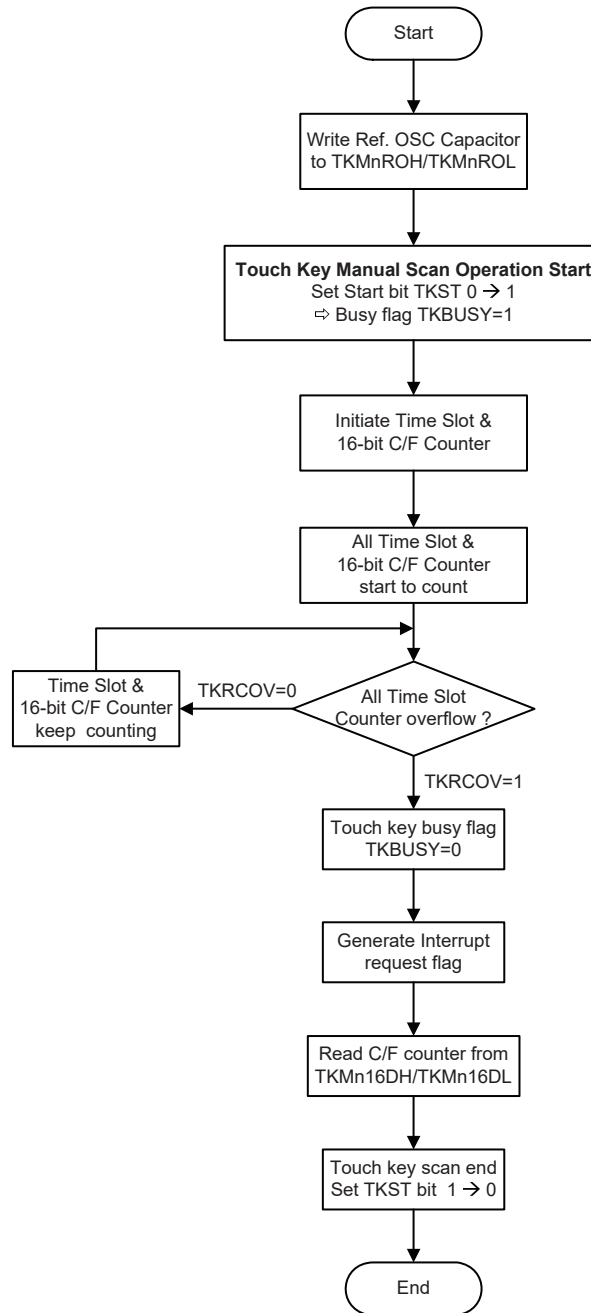 Start
Write Ref. OSC Capacitor
to TKMnROH/TKMnROL
Touch Key Manual Scan Operation Start
Set Start bit TKST 0 → 1
⇨ Busy flag TKBUSY=1
Initiate Time Slot &
16-bit C/F Counter
All Time Slot &
16-bit C/F Counter
start to count
Time Slot &
16-bit C/F Counter
keep counting
TKRCOV=0
All Time Slot
Counter overflow ?
TKRCOV=1
Touch key busy flag
TKBUSY=0
Generate Interrupt
request flag
Read C/F counter from
TKMn16DH/TKMn16DL
Touch key scan end
Set TKST bit 1 → 0
End